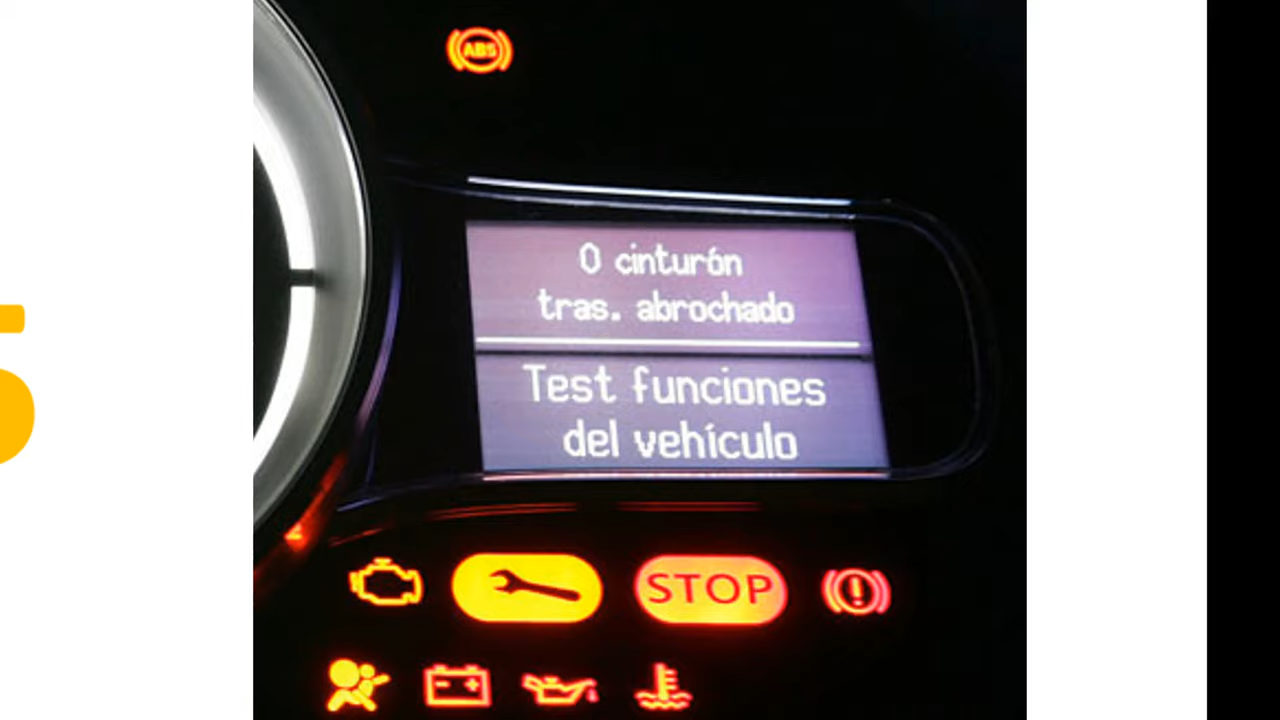 ABS
0 cinturón
tras. abrochado
Test funciones
del vehículo
STOP